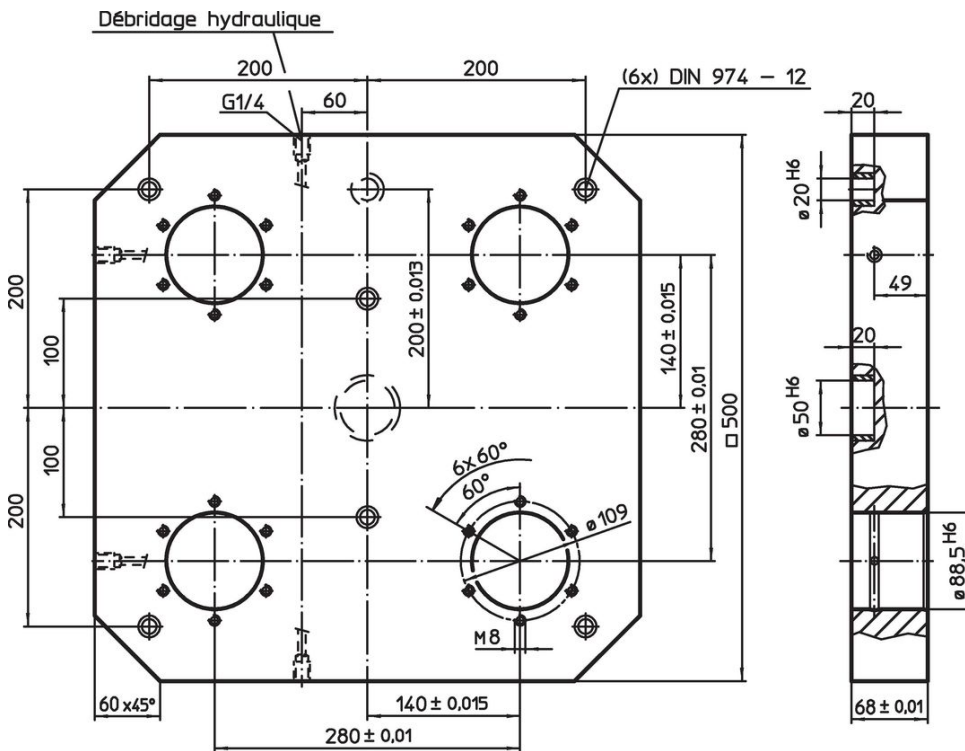 Débridage hydraulique
200
200
(6x) DIN 974 - 12
G1/4
60
20
ø20 H6
200
100
200 ± 0,013
140 ± 0,015
280 ± 0,01
□ 500
49
20
ø50 H6
100
200
6x60°
60°
ø109
ø88.5 H6
M8
60 x45°
140 ± 0,015
280 ± 0,01
68 ± 0,01